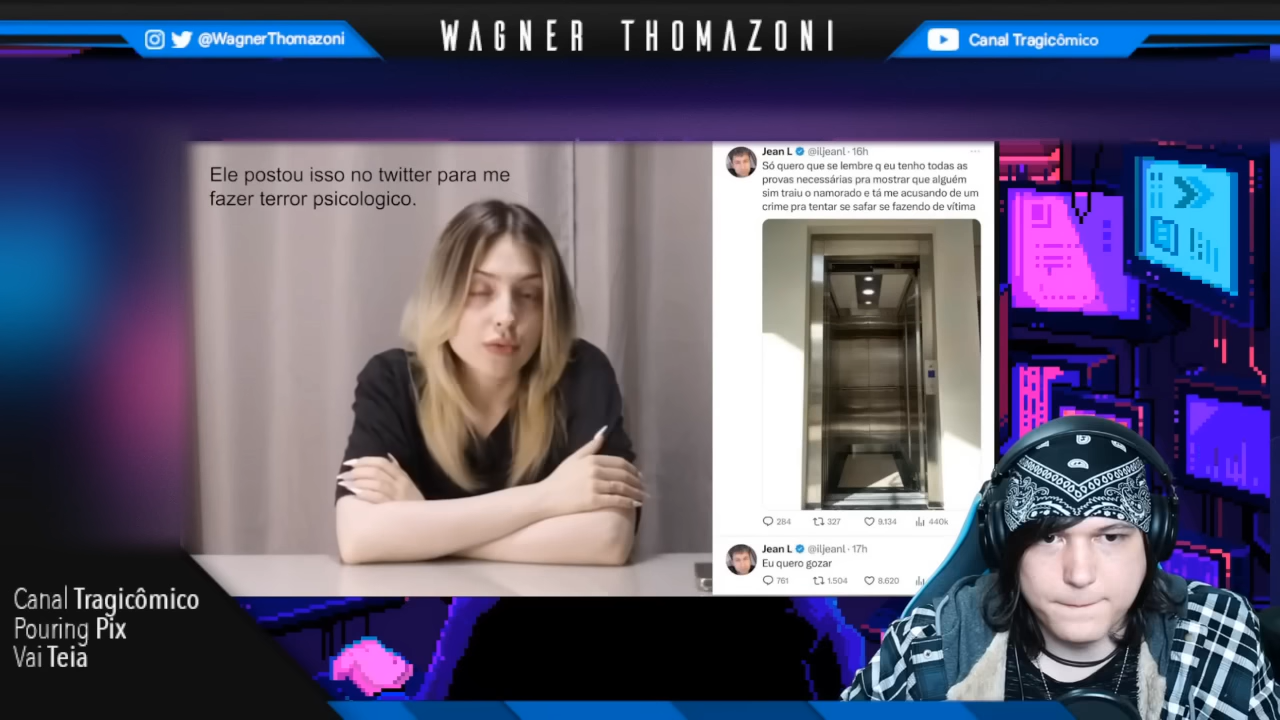 WAGNER THOMAZONI
@WagnerThomazoni
Canal Tragicômico
Ele postou isso no twitter para me
fazer terror psicologico.
Jean L @iljeanl · 16h
Só quero que se lembre q eu tenho todas as
provas necessárias pra mostrar que alguém
sim traiu o namorado e tá me acusando de um
crime pra tentar se safar se fazendo de vítima
284 327 9.134 440k
Jean L @iljeanl · 17h
Eu quero gozar
761 1.504 8.620
Canal Tragicômico
Pouring Pix
Vai Teia